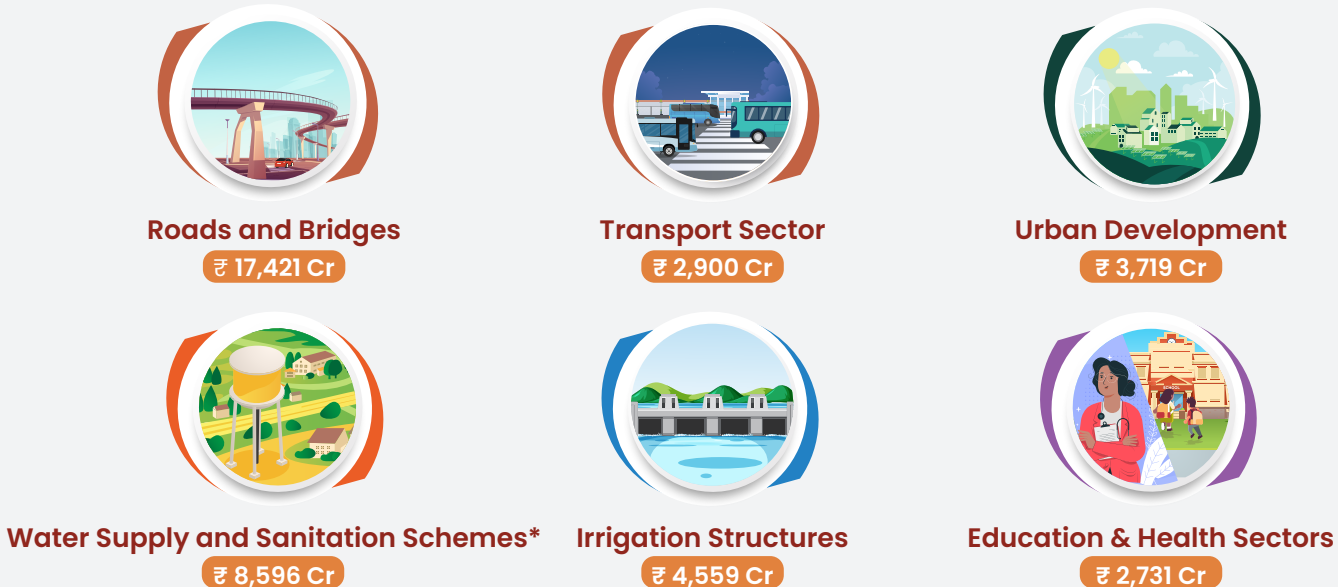 Roads and Bridges
₹ 17,421 Cr
Transport Sector
₹ 2,900 Cr
Urban Development
₹ 3,719 Cr
SCHOOL
Water Supply and Sanitation Schemes*
₹ 8,596 Cr
Irrigation Structures
₹ 4,559 Cr
Education & Health Sectors
₹ 2,731 Cr